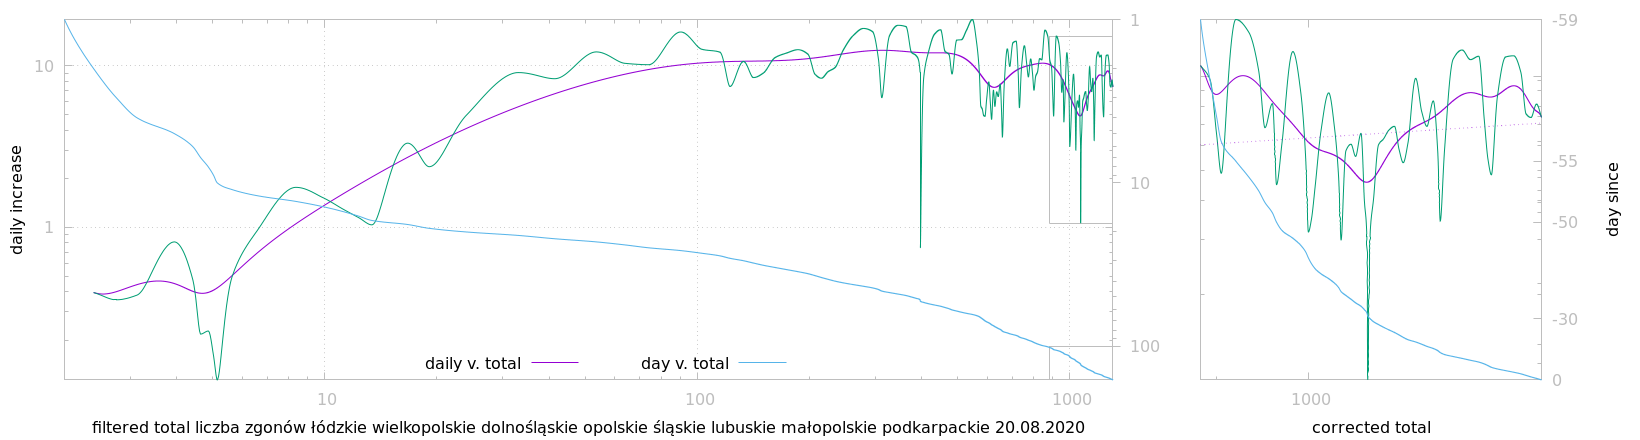 1
-59
10
daily increase
-55
10
day since
1
-50
-30
daily v. total
day v. total
100
0
10
100
1000
1000
filtered total liczba zgonów łódzkie wielkopolskie dolnośląskie opolskie śląskie lubuskie małopolskie podkarpackie 20.08.2020
corrected total